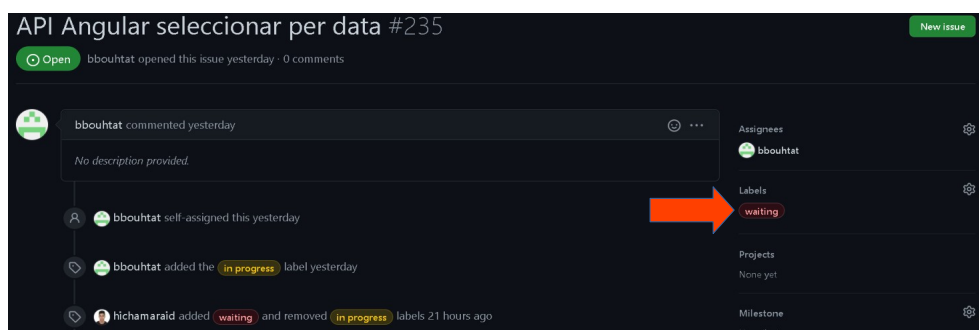 API Angular seleccionar per data #235
New issue
Open bbouhtat opened this issue yesterday · 0 comments
bbouhtat commented yesterday
No description provided.
Assignees
bbouhtat
Labels
waiting
bbouhtat self-assigned this yesterday
Projects
None yet
bbouhtat added the in progress label yesterday
Milestone
hichamaraid added waiting and removed in progress labels 21 hours ago